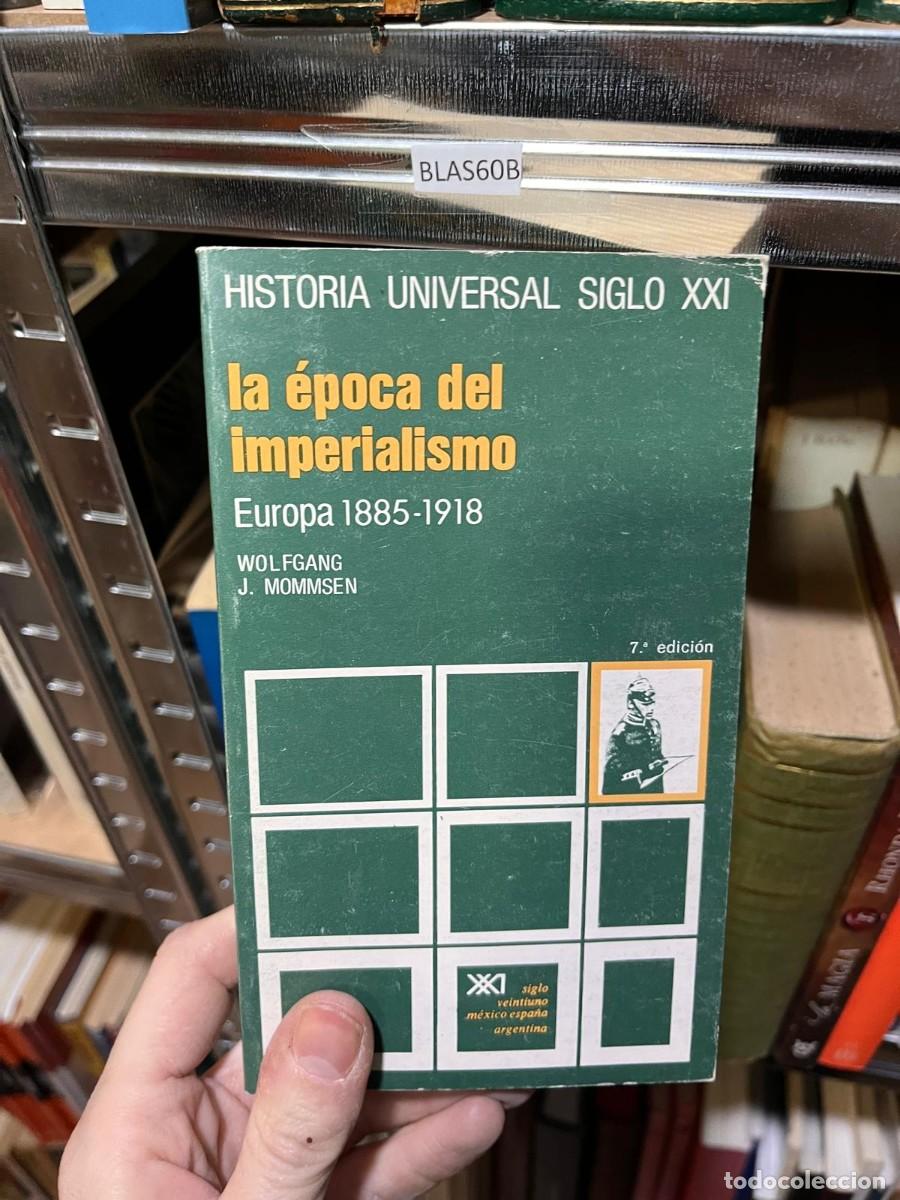 BLAS60B
HISTORIA UNIVERSAL SIGLO XXI
la época del
imperialismo
Europa 1885-1918
WOLFGANG
J. MOMMSEN
7.ª edición
siglo
veintiuno
méxico españa
argentina
MAGIA
todocoleccion